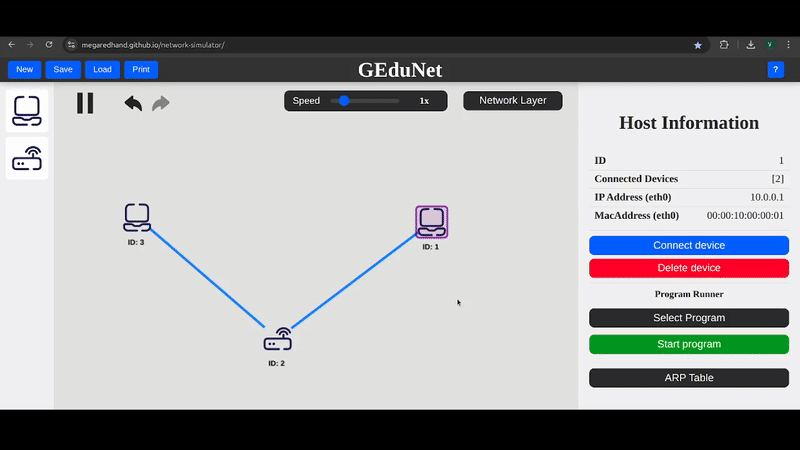 megaredhand.github.io/network-simulator/
y
New Save Load Print
GEduNet
?
Speed 1x
Network Layer
ID: 3
ID: 1
ID: 2
Host Information
ID 1
Connected Devices [2]
IP Address (eth0) 10.0.0.1
MacAddress (eth0) 00:00:10:00:00:01
Connect device
Delete device
Program Runner
Select Program
Start program
ARP Table